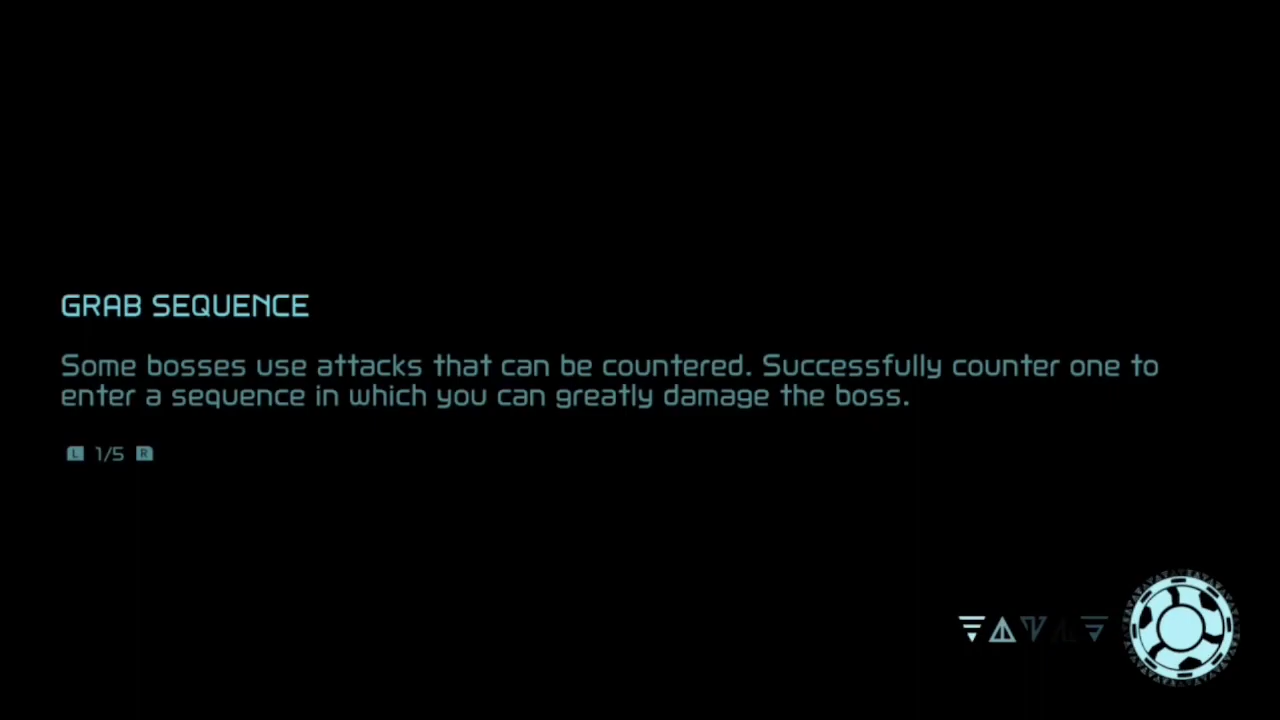 GRAB SEQUENCE
Some bosses use attacks that can be countered. Successfully counter one to
enter a sequence in which you can greatly damage the boss.
L 1/5 R